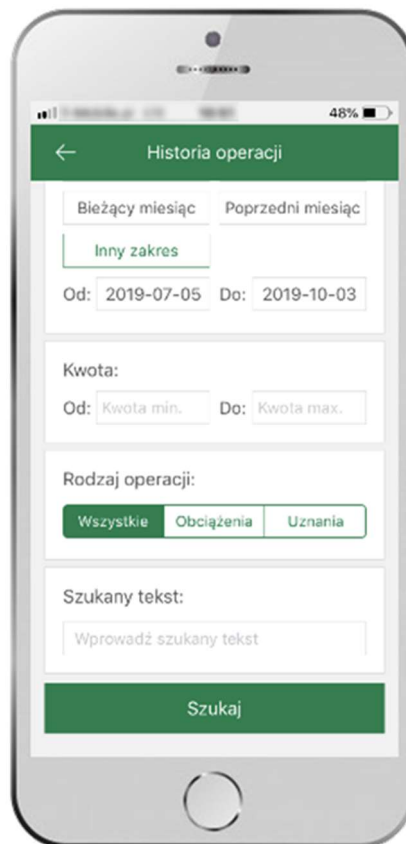 48%
Historia operacji
Bieżący miesiąc Poprzedni miesiąc
Inny zakres
Od: 2019-07-05 Do: 2019-10-03
Kwota:
Od: Kwota min. Do: Kwota max.
Rodzaj operacji:
Wszystkie Obciążenia Uznania
Szukany tekst:
Wprowadź szukany tekst
Szukaj